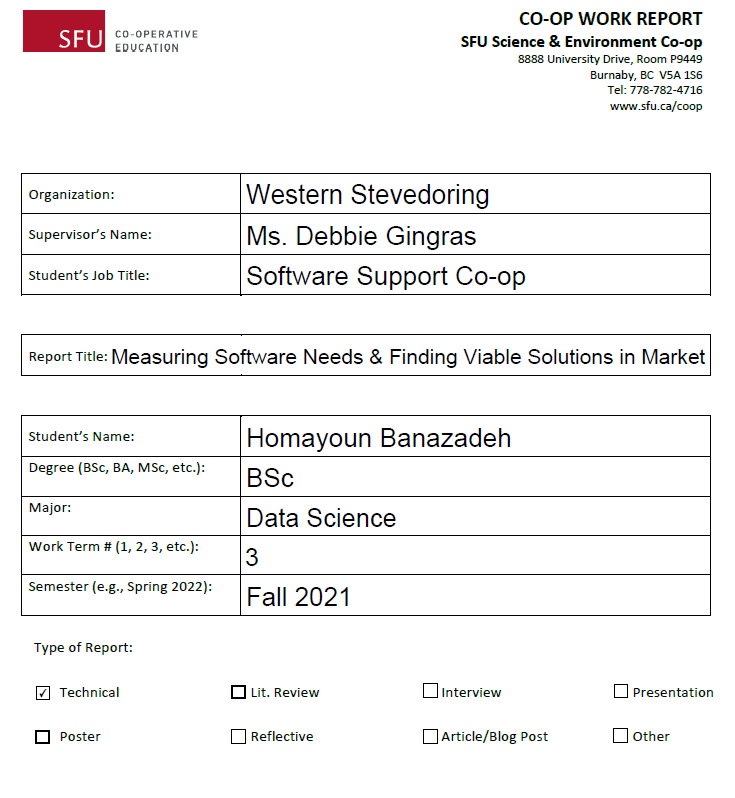 SFU CO-OPERATIVE
EDUCATION
CO-OP WORK REPORT
SFU Science & Environment Co-op
8888 University Drive, Room P9449
Burnaby, BC V5A 1S6
Tel: 778-782-4716
www.sfu.ca/coop
Organization: Western Stevedoring
Supervisor's Name: Ms. Debbie Gingras
Student's Job Title: Software Support Co-op
Report Title: Measuring Software Needs & Finding Viable Solutions in Market
Student's Name: Homayoun Banazadeh
Degree (BSc, BA, MSc, etc.): BSc
Major: Data Science
Work Term # (1, 2, 3, etc.): 3
Semester (e.g., Spring 2022): Fall 2021
Type of Report:
✓ Technical Lit. Review Interview Presentation
Poster Reflective Article/Blog Post Other